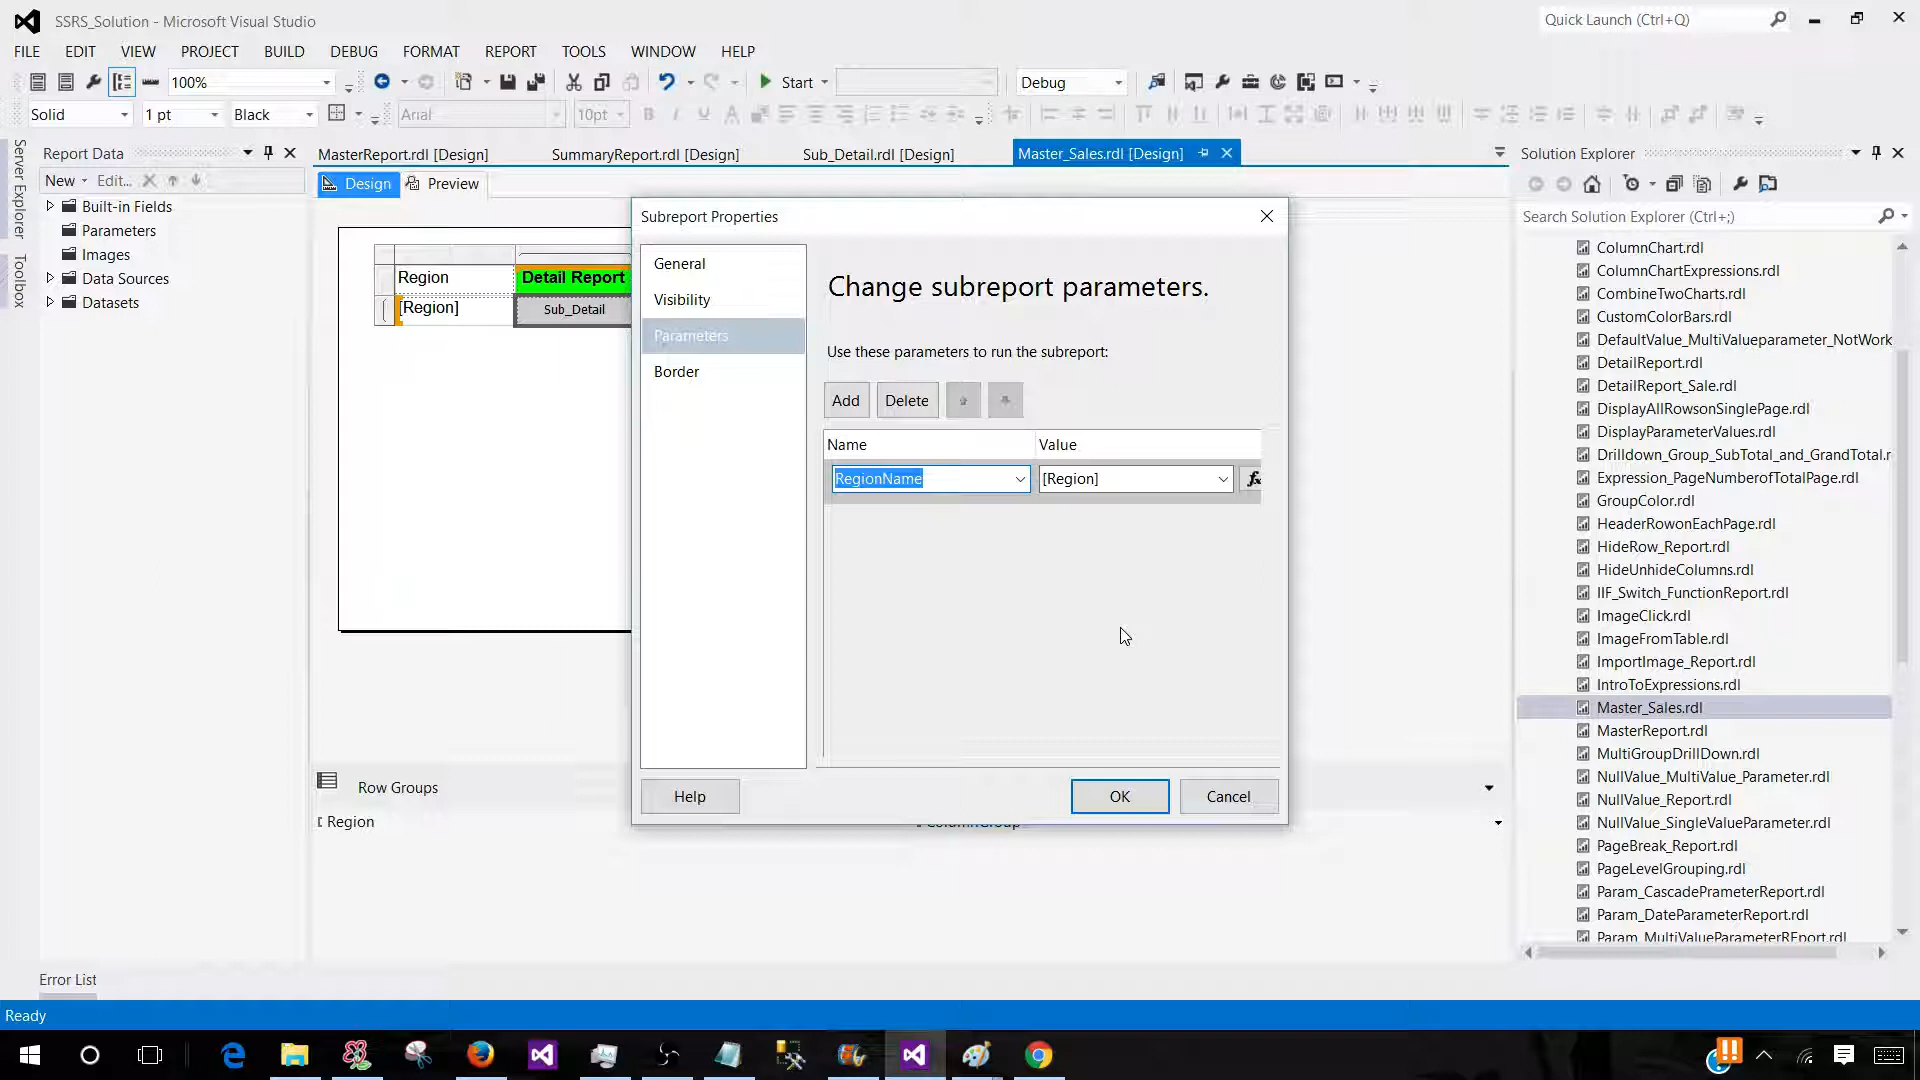 SSRS_Solution - Microsoft Visual Studio
Quick Launch (Ctrl+Q)
FILE EDIT VIEW PROJECT BUILD DEBUG FORMAT REPORT TOOLS WINDOW HELP
100% Start Debug
Solid 1 pt Black Arial 10pt B I U A
Server Explorer
Toolbox
Report Data
New Edit...
Built-in Fields
Parameters
Images
Data Sources
Datasets
MasterReport.rdl [Design] SummaryReport.rdl [Design] Sub_Detail.rdl [Design] Master_Sales.rdl [Design]
Design Preview
Region Detail Report
[Region] Sub_Detail
Subreport Properties
General
Visibility
Parameters
Border
Change subreport parameters.
Use these parameters to run the subreport:
Add Delete
Name Value
RegionName [Region] fx
Help OK Cancel
Row Groups
Region
Solution Explorer
Search Solution Explorer (Ctrl+;)
ColumnChart.rdl
ColumnChartExpressions.rdl
CombineTwoCharts.rdl
CustomColorBars.rdl
DefaultValue_MultiValueparameter_NotWork
DetailReport.rdl
DetailReport_Sale.rdl
DisplayAllRowsonSinglePage.rdl
DisplayParameterValues.rdl
Drilldown_Group_SubTotal_and_GrandTotal.r
Expression_PageNumberofTotalPage.rdl
GroupColor.rdl
HeaderRowonEachPage.rdl
HideRow_Report.rdl
HideUnhideColumns.rdl
IIF_Switch_FunctionReport.rdl
ImageClick.rdl
ImageFromTable.rdl
ImportImage_Report.rdl
IntroToExpressions.rdl
Master_Sales.rdl
MasterReport.rdl
MultiGroupDrillDown.rdl
NullValue_MultiValue_Parameter.rdl
NullValue_Report.rdl
NullValue_SingleValueParameter.rdl
PageBreak_Report.rdl
PageLevelGrouping.rdl
Param_CascadePrameterReport.rdl
Param_DateParameterReport.rdl
Param_MultiValueParameterREport.rdl
Error List
Ready